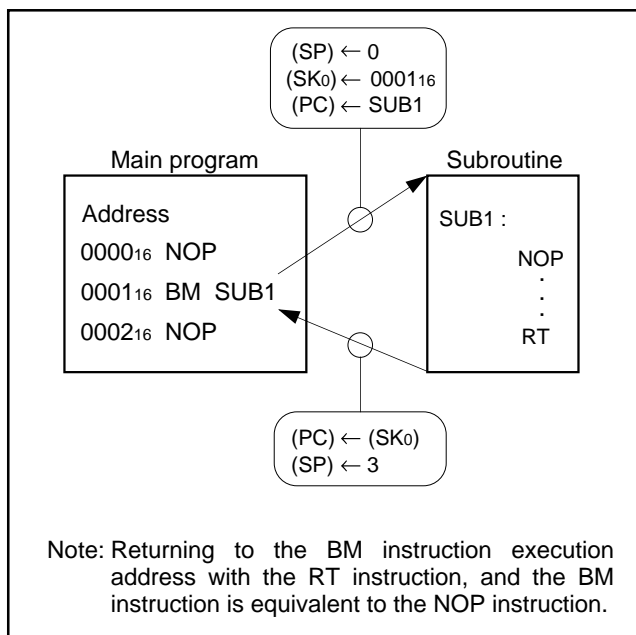 (SP) ← 0
(SK0) ← 000116
(PC) ← SUB1
Main program
Subroutine
Address
000016 NOP
000116 BM SUB1
000216 NOP
SUB1 :
NOP
·
·
·
RT
(PC) ← (SK0)
(SP) ← 3
Note: Returning to the BM instruction execution
address with the RT instruction, and the BM
instruction is equivalent to the NOP instruction.